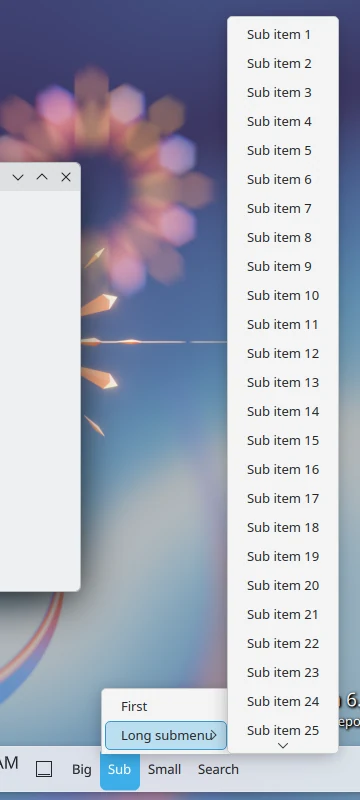 Sub item 1
Sub item 2
Sub item 3
Sub item 4
Sub item 5
Sub item 6
Sub item 7
Sub item 8
Sub item 9
Sub item 10
Sub item 11
Sub item 12
Sub item 13
Sub item 14
Sub item 15
Sub item 16
Sub item 17
Sub item 18
Sub item 19
Sub item 20
Sub item 21
Sub item 22
Sub item 23
Sub item 24
Sub item 25
First
Long submenu
6.
AM
Big Sub Small Search